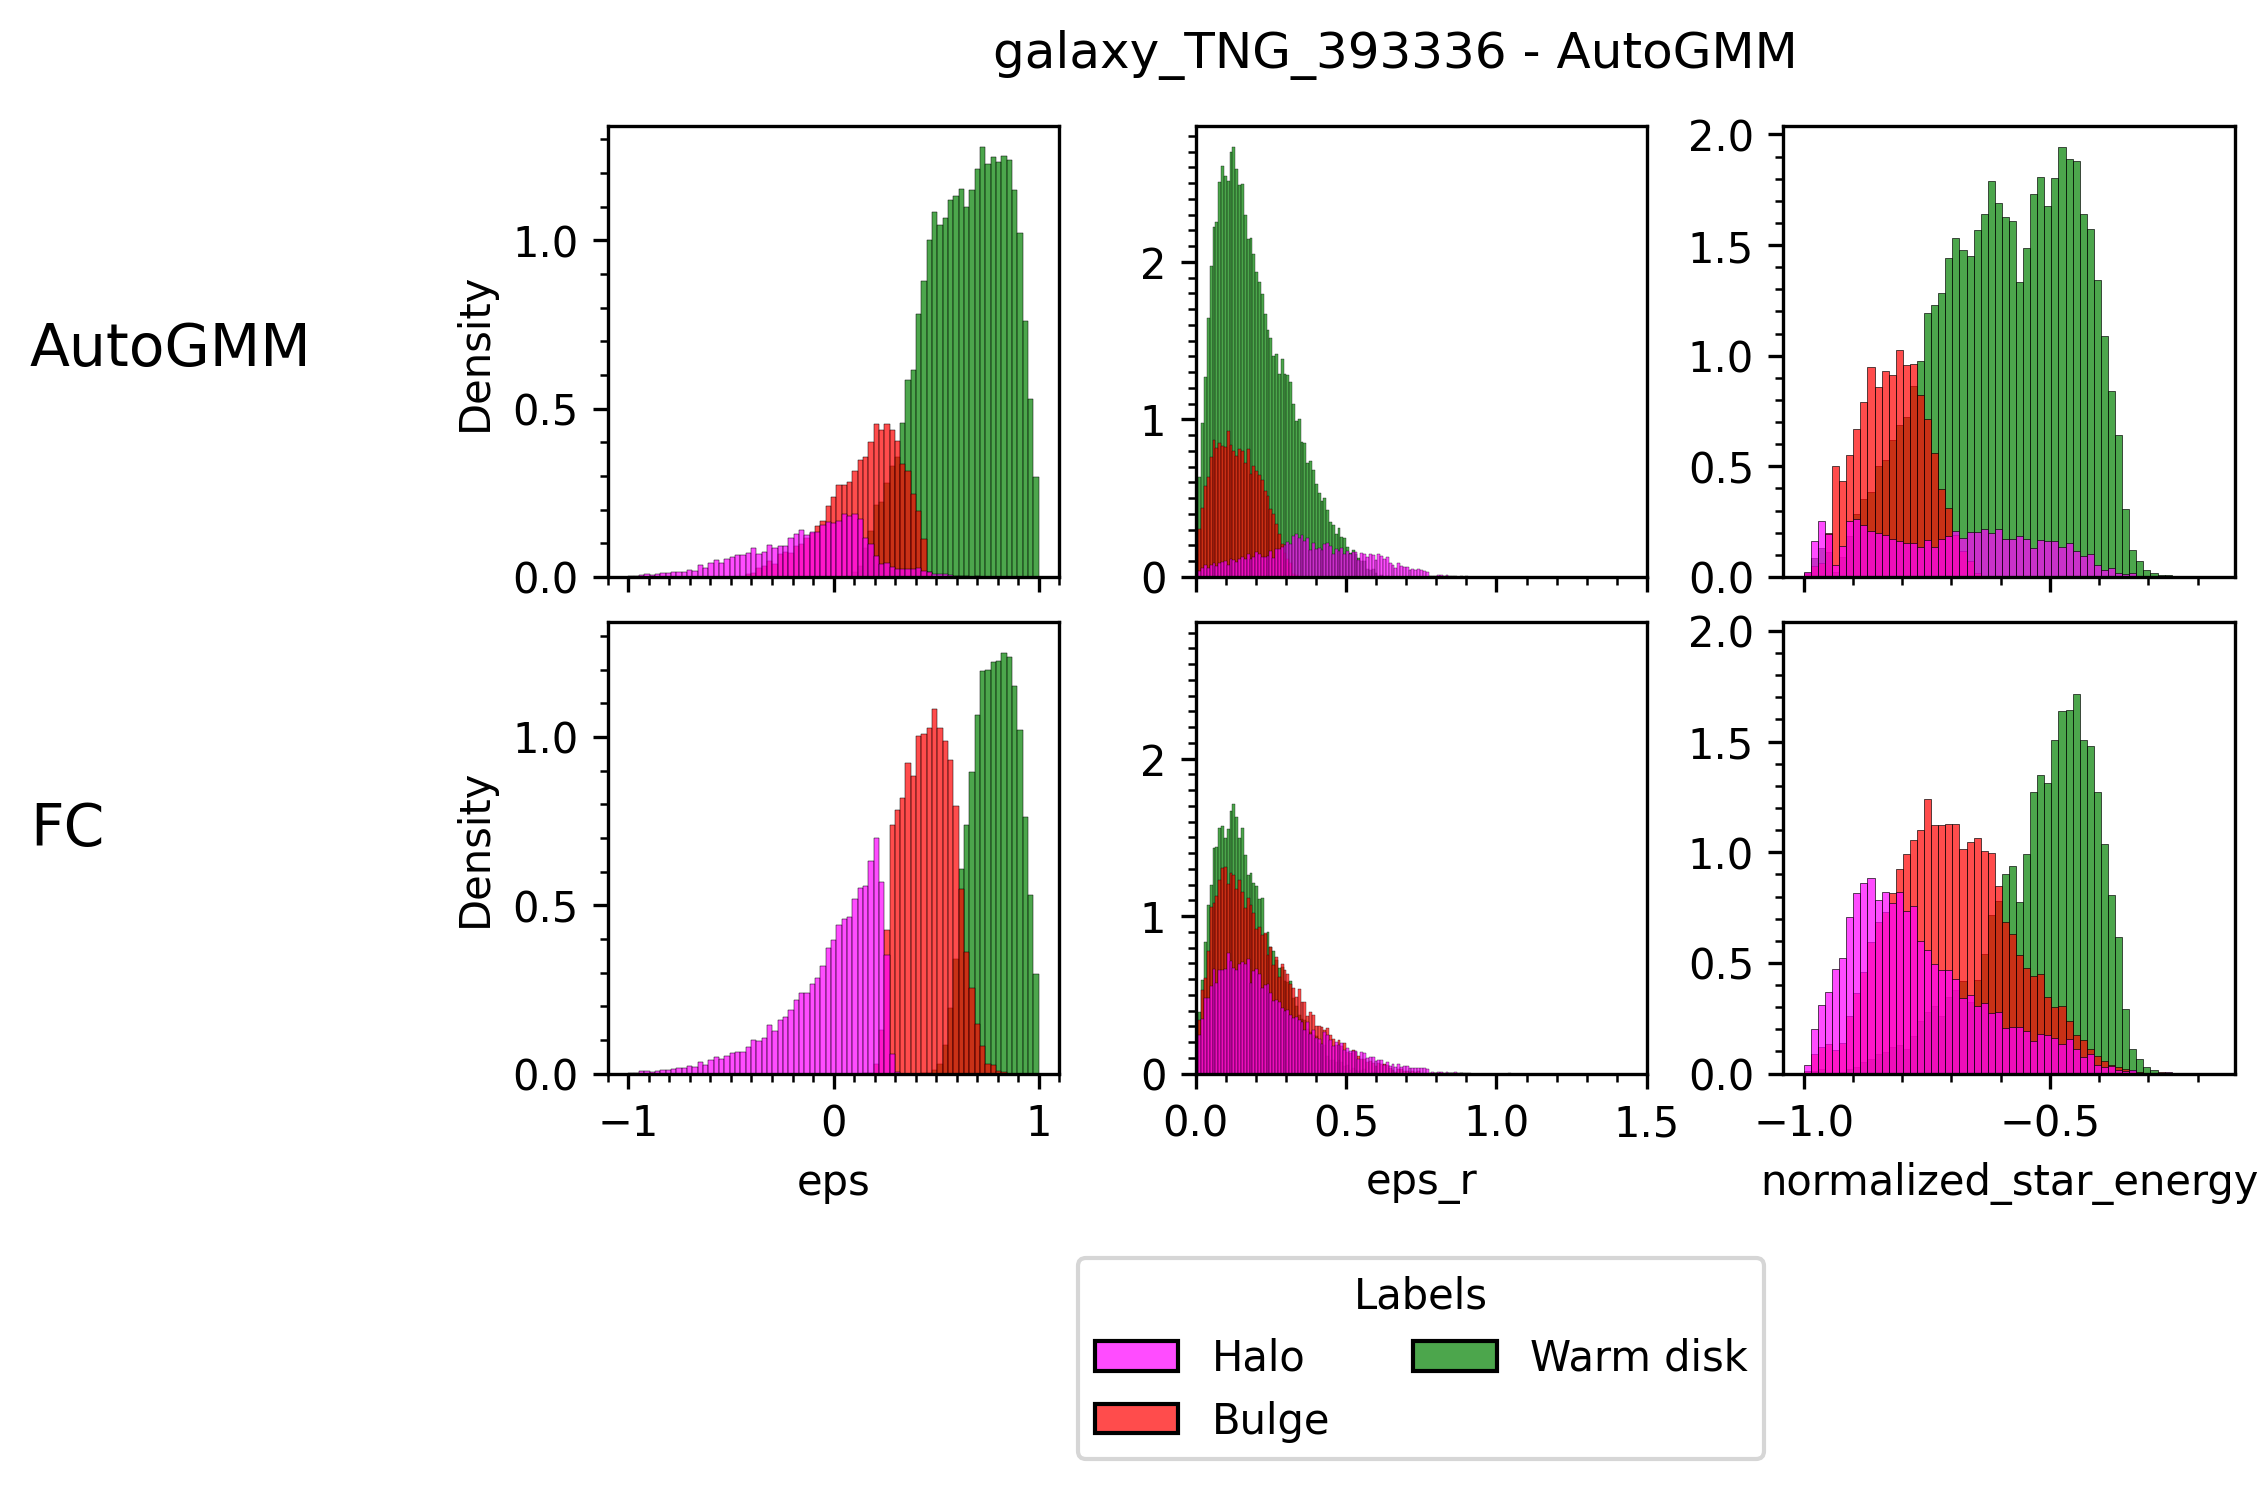 galaxy_TNG_393336 - AutoGMM
AutoGMM
Density
0.0
0.5
1.0
0
1
2
0.0
0.5
1.0
1.5
2.0
FC
Density
0.0
0.5
1.0
0
1
2
0.0
0.5
1.0
1.5
2.0
−1 0 1
0.0 0.5 1.0 1.5
−1.0 −0.5
eps
eps_r
normalized_star_energy
Labels
Halo
Bulge
Warm disk